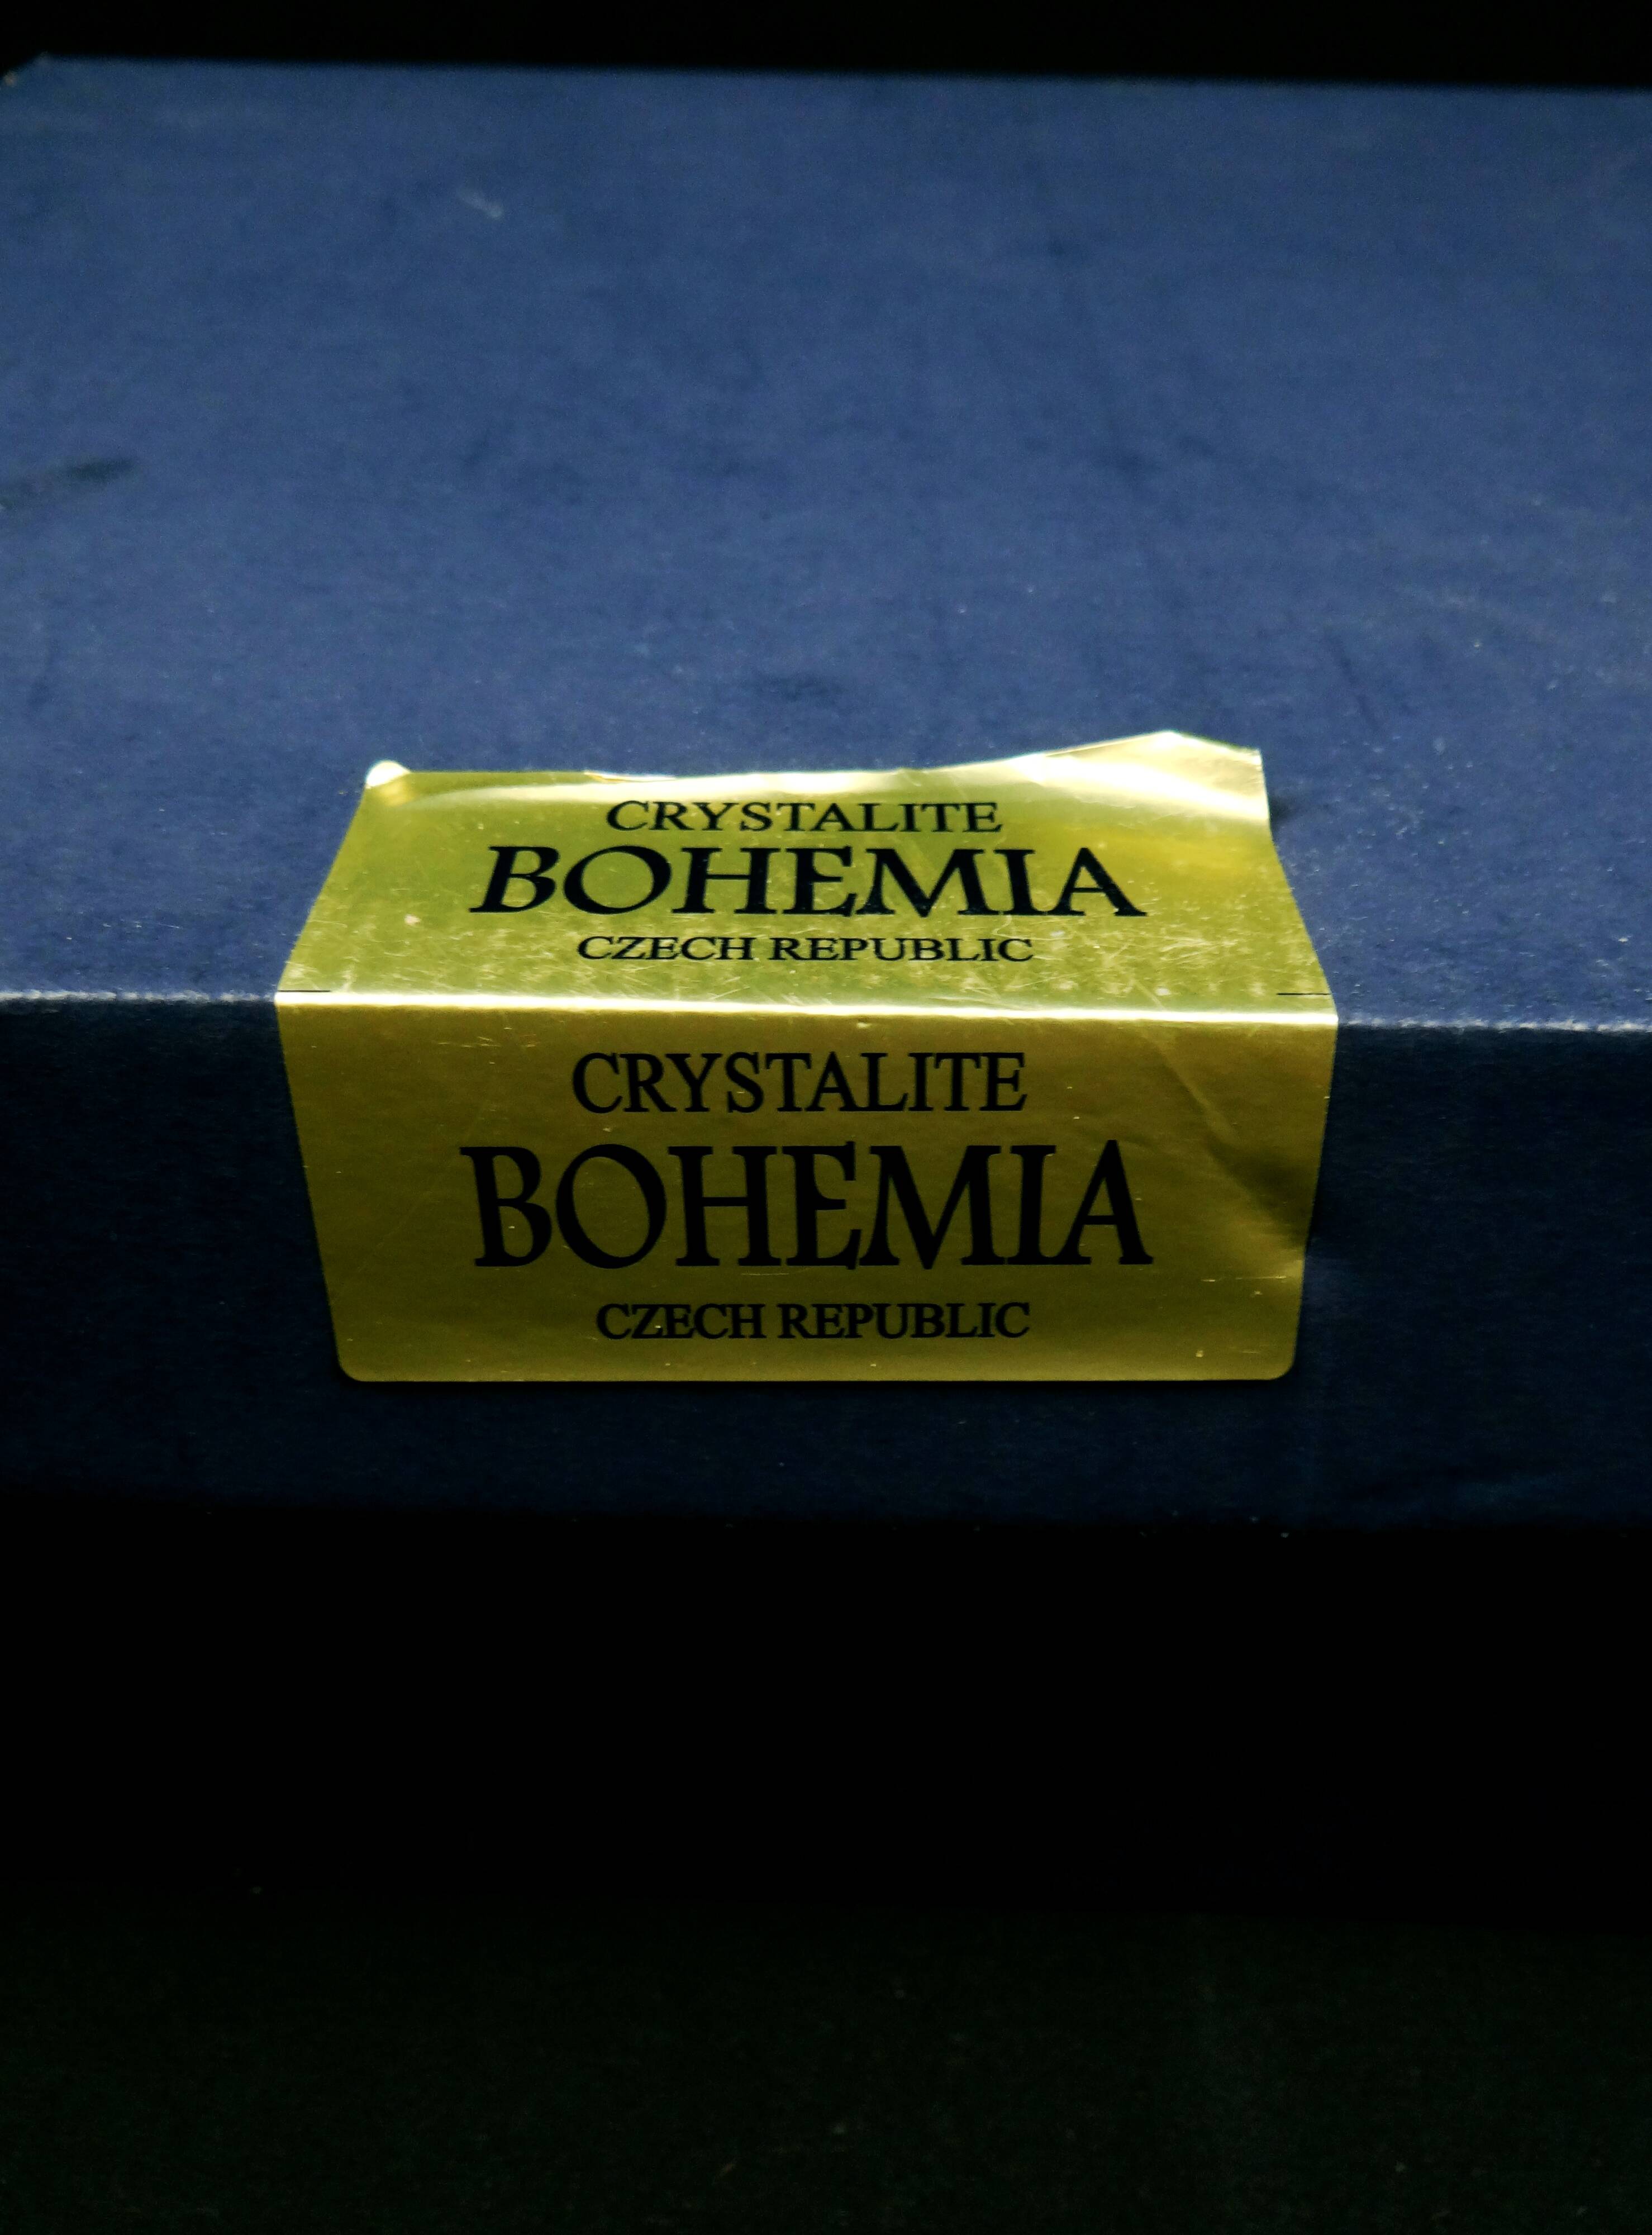 CRYSTALITE
BOHEMIA
CZECH REPUBLIC
CRYSTALITE
BOHEMIA
CZECH REPUBLIC